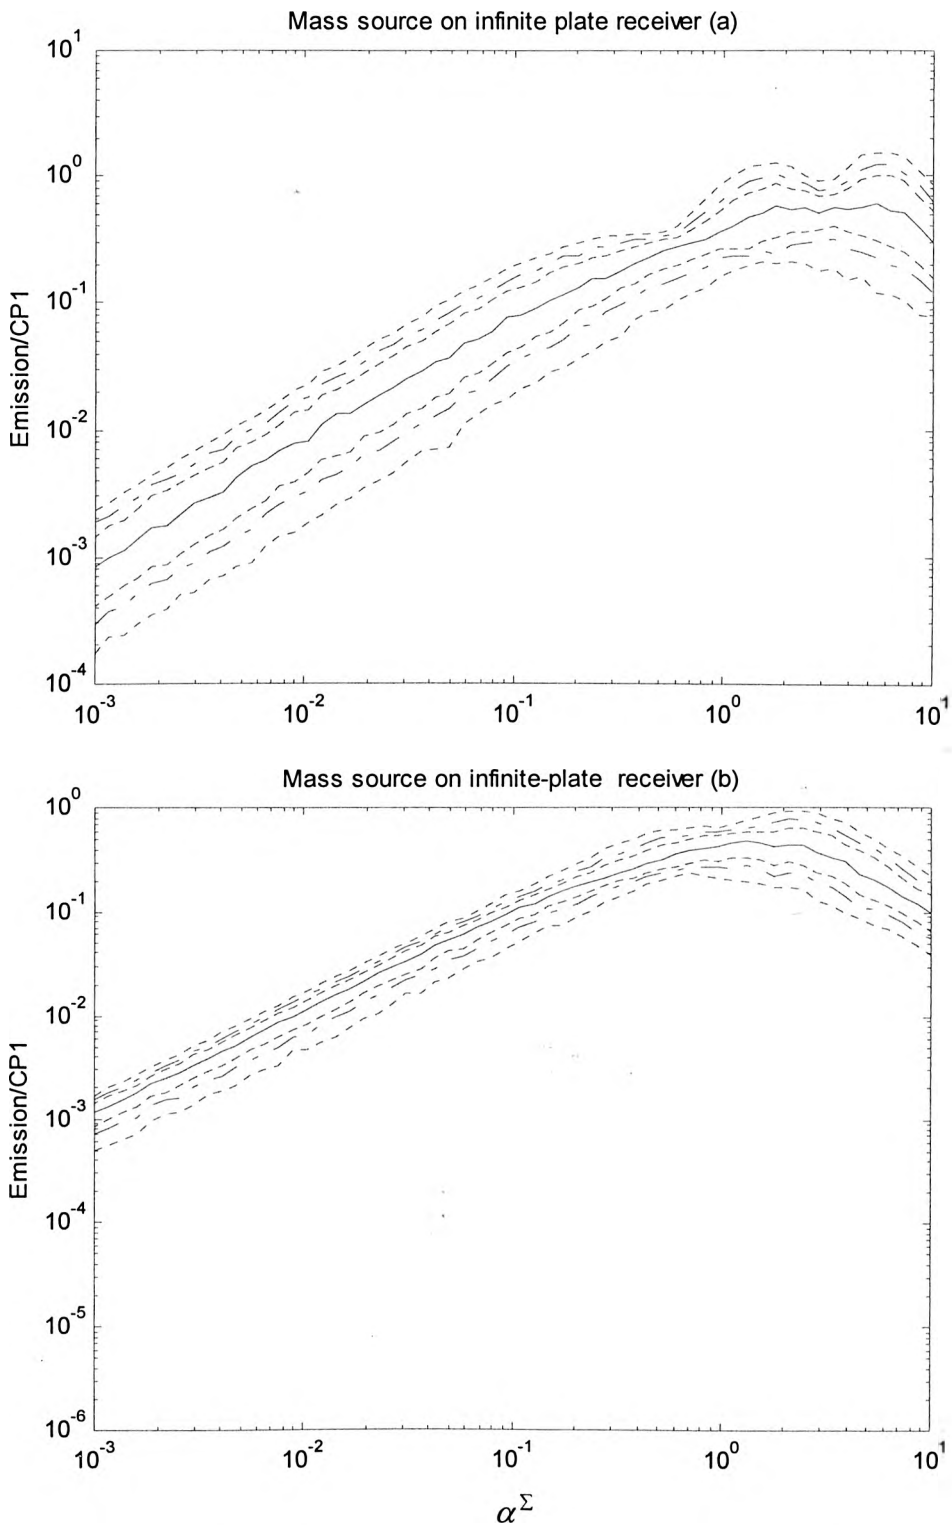 Mass source on infinite plate receiver (a)
10^1
10^0
10^-1
10^-2
10^-3
10^-4
Emission/CP1
10^-3 10^-2 10^-1 10^0 10^1
Mass source on infinite-plate receiver (b)
10^0
10^-1
10^-2
10^-3
10^-4
10^-5
10^-6
Emission/CP1
10^-3 10^-2 10^-1 10^0 10^1
α^Σ